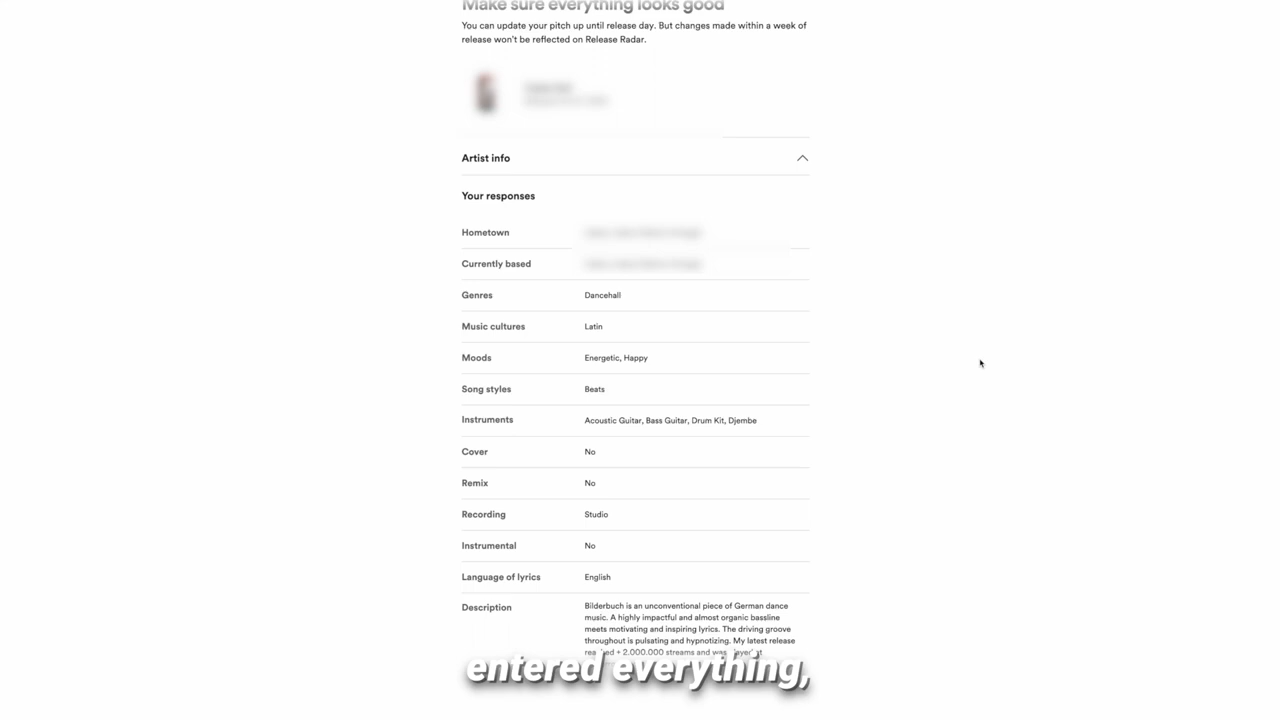 Make sure everything looks good
You can update your pitch up until release day. But changes made within a week of
release won't be reflected on Release Radar.
Artist info
Your responses
Hometown
Currently based
Genres Dancehall
Music cultures Latin
Moods Energetic, Happy
Song styles Beats
Instruments Acoustic Guitar, Bass Guitar, Drum Kit, Djembe
Cover No
Remix No
Recording Studio
Instrumental No
Language of lyrics English
Description Bilderbuch is an unconventional piece of German dance
music. A highly impactful and almost organic bassline
meets motivating and inspiring lyrics. The driving groove
throughout is pulsating and hypnotizing. My latest release
+ 2.000.000 streams and was
entered everything,